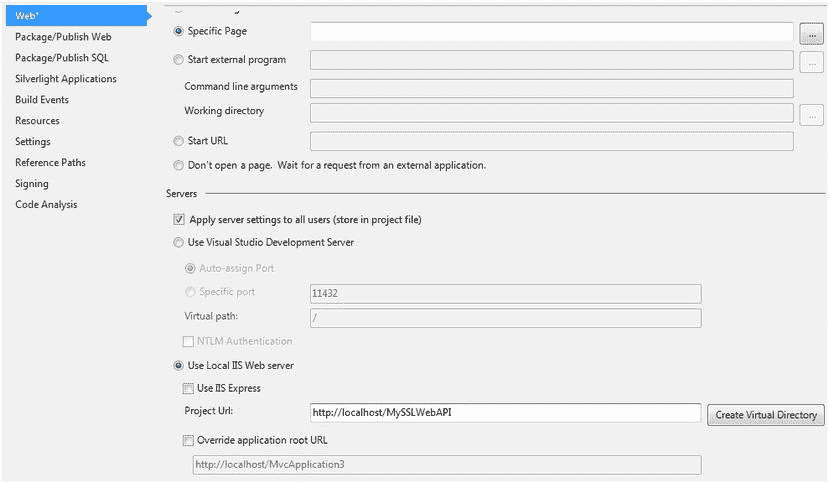 Web*
Package/Publish Web
Package/Publish SQL
Silverlight Applications
Build Events
Resources
Settings
Reference Paths
Signing
Code Analysis
Specific Page
...
Start external program
...
Command line arguments
Working directory
...
Start URL
Don't open a page. Wait for a request from an external application.
Servers
Apply server settings to all users (store in project file)
Use Visual Studio Development Server
Auto-assign Port
Specific port
11432
Virtual path:
/
NTLM Authentication
Use Local IIS Web server
Use IIS Express
Project Url:
http://localhost/MySSLWebAPI
Create Virtual Directory
Override application root URL
http://localhost/MvcApplication3